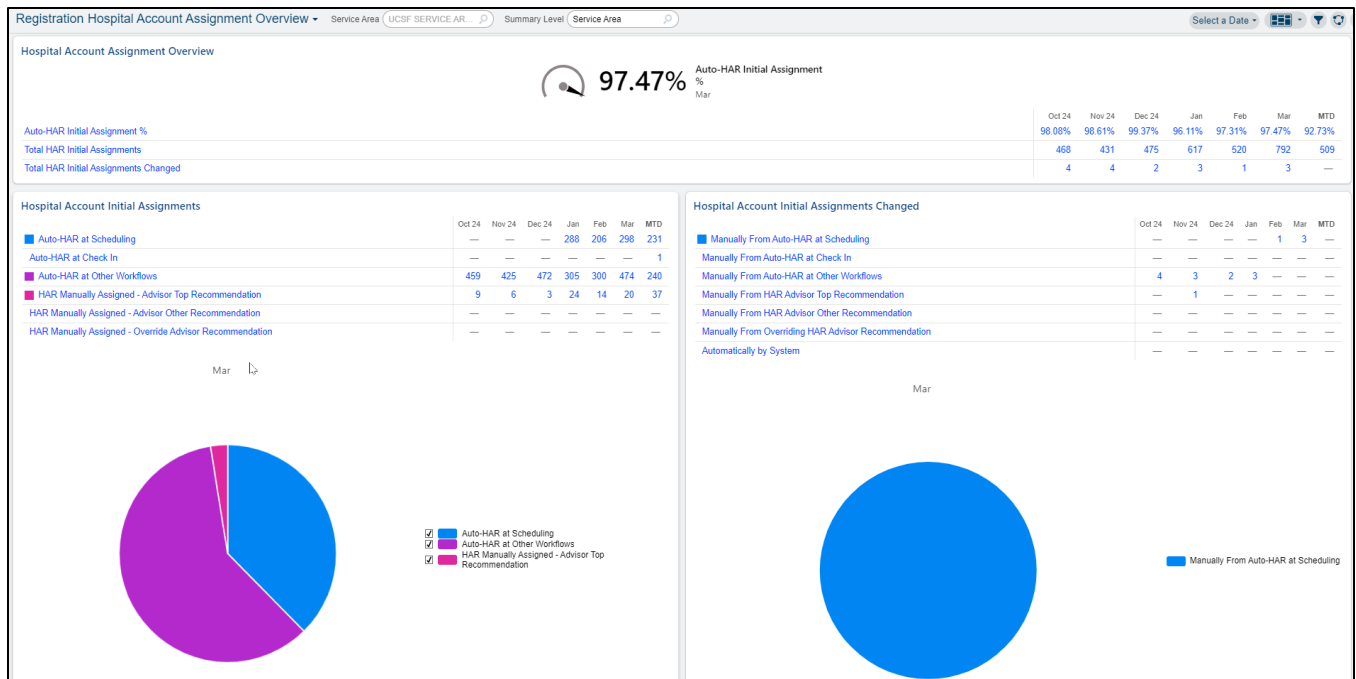 Registration Hospital Account Assignment Overview Service Area UCSF SERVICE AR... Summary Level Service Area Select a Date
Hospital Account Assignment Overview
97.47% Auto-HAR Initial Assignment
%
Mar
Oct 24 Nov 24 Dec 24 Jan Feb Mar MTD
Auto-HAR Initial Assignment % 98.08% 98.61% 99.37% 96.11% 97.31% 97.47% 92.73%
Total HAR Initial Assignments 468 431 475 617 520 792 509
Total HAR Initial Assignments Changed 4 4 2 3 1 3 —
Hospital Account Initial Assignments
Oct 24 Nov 24 Dec 24 Jan Feb Mar MTD
Auto-HAR at Scheduling — — — 288 206 298 231
Auto-HAR at Check In — — — — — — 1
Auto-HAR at Other Workflows 459 425 472 305 300 474 240
HAR Manually Assigned - Advisor Top Recommendation 9 6 3 24 14 20 37
HAR Manually Assigned - Advisor Other Recommendation — — — — — — —
HAR Manually Assigned - Override Advisor Recommendation — — — — — — —
Mar
Auto-HAR at Scheduling
Auto-HAR at Other Workflows
HAR Manually Assigned - Advisor Top
Recommendation
Hospital Account Initial Assignments Changed
Oct 24 Nov 24 Dec 24 Jan Feb Mar MTD
Manually From Auto-HAR at Scheduling — — — — 1 3 —
Manually From Auto-HAR at Check In — — — — — — —
Manually From Auto-HAR at Other Workflows 4 3 2 3 — — —
Manually From HAR Advisor Top Recommendation — 1 — — — — —
Manually From HAR Advisor Other Recommendation — — — — — — —
Manually From Overriding HAR Advisor Recommendation — — — — — — —
Automatically by System — — — — — — —
Mar
Manually From Auto-HAR at Scheduling